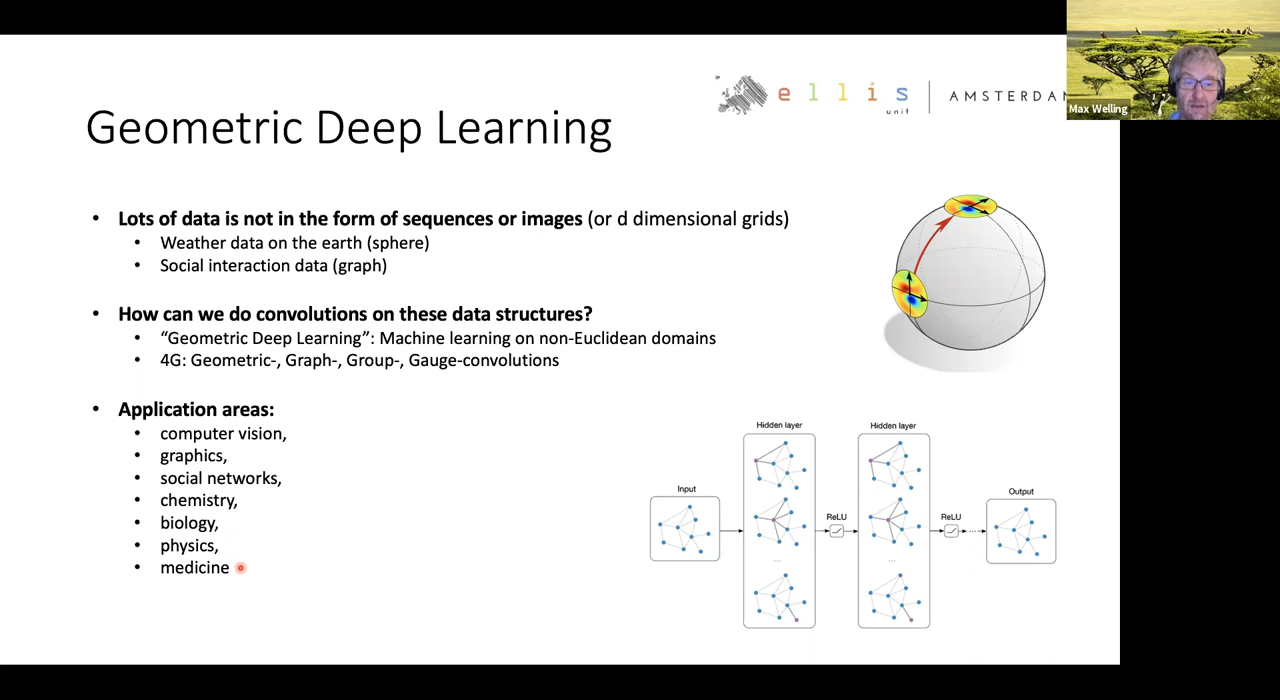 ellis
unit
AMSTERDAM
Max Welling
Geometric Deep Learning
• Lots of data is not in the form of sequences or images (or d dimensional grids)
• Weather data on the earth (sphere)
• Social interaction data (graph)
• How can we do convolutions on these data structures?
• “Geometric Deep Learning”: Machine learning on non-Euclidean domains
• 4G: Geometric-, Graph-, Group-, Gauge-convolutions
• Application areas:
• computer vision,
• graphics,
• social networks,
• chemistry,
• biology,
• physics,
• medicine
Hidden layer
Hidden layer
Input
ReLU
ReLU
Output
...
...
...